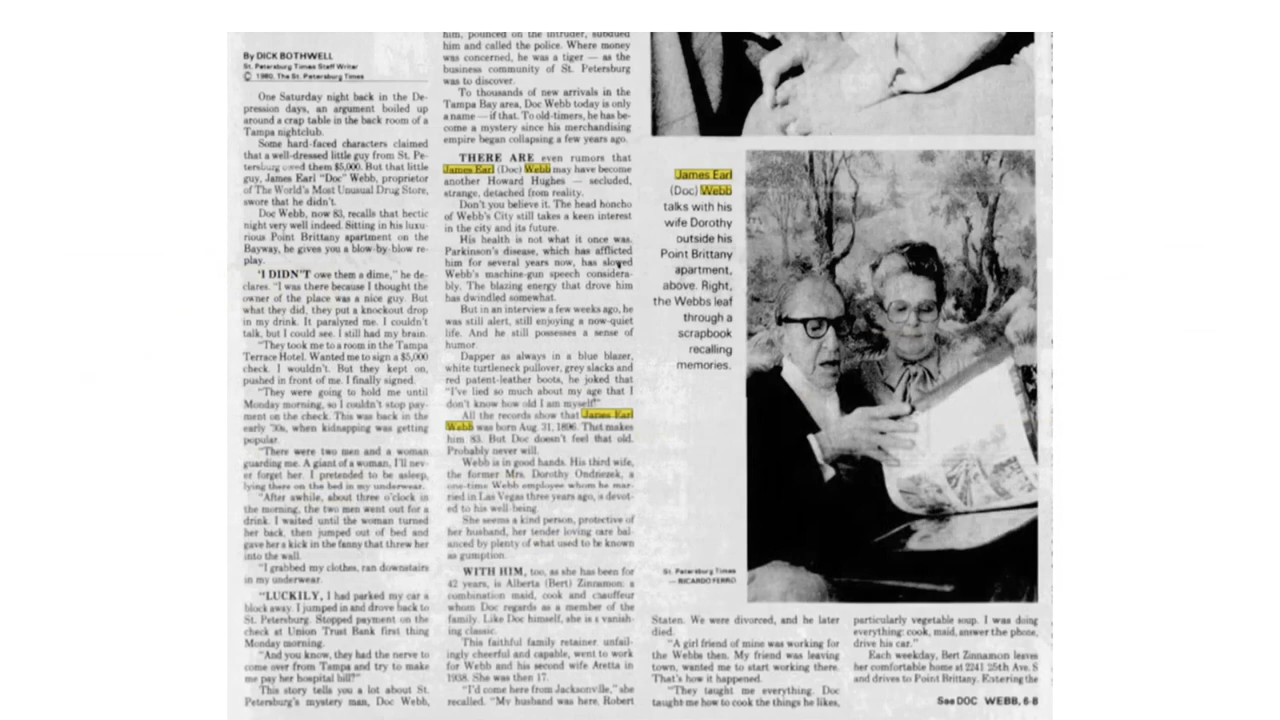 By DICK BOTHWELL
St. Petersburg Times Staff Writer
© 1980, The St. Petersburg Times
One Saturday night back in the De-
pression days, an argument boiled up
around a crap table in the back room of a
Tampa nightclub.
Some hard-faced characters claimed
that a well-dressed little guy from St. Pe-
tersburg owed them $5,000. But that little
guy, James Earl "Doc" Webb, proprietor
of The World's Most Unusual Drug Store,
swore that he didn't.
Doc Webb, now 83, recalls that hectic
night very well indeed. Sitting in his luxu-
rious Point Brittany apartment on the
Bayway, he gives you a blow-by-blow re-
play.
'I DIDN'T owe them a dime," he de-
clares. "I was there because I thought the
owner of the place was a nice guy. But
what they did, they put a knockout drop
in my drink. It paralyzed me. I couldn't
talk, but I could see. I still had my brain.
"They took me to a room in the Tampa
Terrace Hotel. Wanted me to sign a $5,000
check. I wouldn't. But they kept on,
pushed in front of me. I finally signed.
"They were going to hold me until
Monday morning, so I couldn't stop pay-
ment on the check. This was back in the
early '30s, when kidnapping was getting
popular.
"There were two men and a woman
guarding me. A giant of a woman, I'll nev-
er forget her. I pretended to be asleep,
lying there on the bed in my underwear.
"After awhile, about three o'clock in
the morning, the two men went out for a
drink. I waited until the woman turned
her back, then jumped out of bed and
gave her a kick in the fanny that threw her
into the wall.
"I grabbed my clothes, ran downstairs
in my underwear.
"LUCKILY, I had parked my car a
block away. I jumped in and drove back to
St. Petersburg. Stopped payment on the
check at Union Trust Bank first thing
Monday morning.
"And you know, they had the nerve to
come over from Tampa and try to make
me pay her hospital bill?"
This story tells you a lot about St.
Petersburg's mystery man, Doc Webb,
him, pounced on the intruder, subdued
him and called the police. Where money
was concerned, he was a tiger — as the
business community of St. Petersburg
was to discover.
To thousands of new arrivals in the
Tampa Bay area, Doc Webb today is only
a name — if that. To old-timers, he has be-
come a mystery since his merchandising
empire began collapsing a few years ago.
THERE ARE even rumors that
James Earl (Doc) Webb may have become
another Howard Hughes — secluded,
strange, detached from reality.
Don't you believe it. The head honcho
of Webb's City still takes a keen interest
in the city and its future.
His health is not what it once was.
Parkinson's disease, which has afflicted
him for several years now, has slowed
Webb's machine-gun speech considera-
bly. The blazing energy that drove him
has dwindled somewhat.
But in an interview a few weeks ago, he
was still alert, still enjoying a now-quiet
life. And he still possesses a sense of
humor.
Dapper as always in a blue blazer,
white turtleneck pullover, grey slacks and
red patent-leather boots, he joked that
"I've lied so much about my age that I
don't know how old I am myself!"
All the records show that James Earl
Webb was born Aug. 31, 1896. That makes
him 83. But Doc doesn't feel that old.
Probably never will.
Webb is in good hands. His third wife,
the former Mrs. Dorothy Ondriezek, a
one-time Webb employee whom he mar-
ried in Las Vegas three years ago, is devot-
ed to his well-being.
She seems a kind person, protective of
her husband, her tender loving care bal-
anced by plenty of what used to be known
as gumption.
WITH HIM, too, as she has been for
42 years, is Alberta (Bert) Zinnamon: a
combination maid, cook and chauffeur
whom Doc regards as a member of the
family. Like Doc himself, she is a vanish-
ing classic.
This faithful family retainer, unfail-
ingly cheerful and capable, went to work
for Webb and his second wife Aretta in
1938. She was then 17.
"I'd come here from Jacksonville," she
recalled. "My husband was here, Robert
James Earl
(Doc) Webb
talks with his
wife Dorothy
outside his
Point Brittany
apartment,
above. Right,
the Webbs leaf
through a
scrapbook
recalling
memories.
St. Petersburg Times
— RICARDO FERRO
Staten. We were divorced, and he later
died.
"A girl friend of mine was working for
the Webbs then. My friend was leaving
town, wanted me to start working there.
That's how it happened.
"They taught me everything. Doc
taught me how to cook the things he likes,
particularly vegetable soup. I was doing
everything: cook, maid, answer the phone,
drive his car."
Each weekday, Bert Zinnamon leaves
her comfortable home at 2241 25th Ave. S
and drives to Point Brittany. Entering the
See DOC WEBB, 6-B